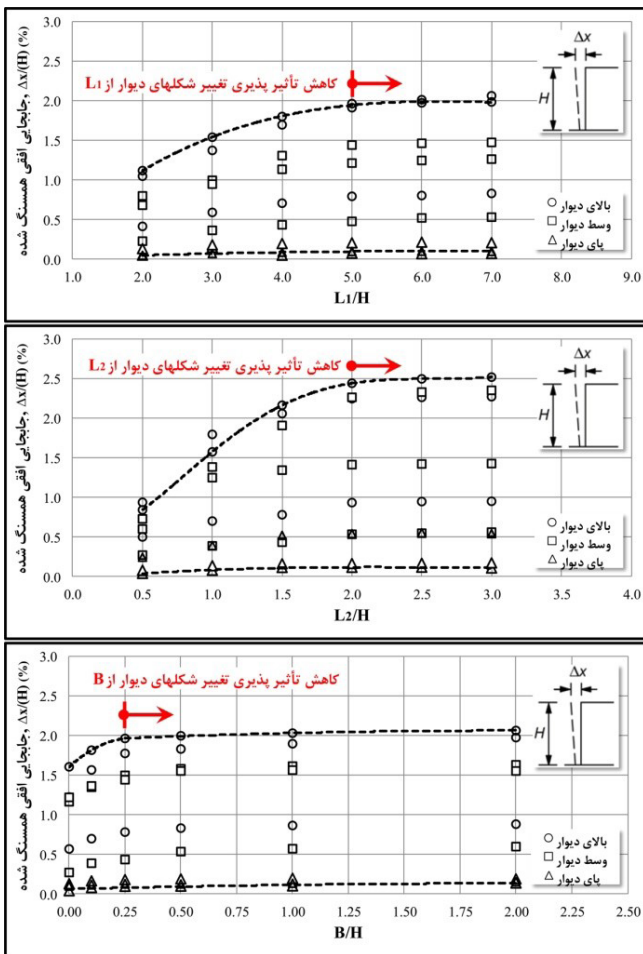 3.0
2.5
2.0
1.5
1.0
0.5
0.0
جابجایی افقی همسنگ شده, Δx/(H) (%)
کاهش تأثیر پذیری تغییر شکلهای دیوار از L1
Δx
H
بالای دیوار
وسط دیوار
پای دیوار
1.0 2.0 3.0 4.0 5.0 6.0 7.0 8.0 9.0
L1/H
3.0
2.5
2.0
1.5
1.0
0.5
0.0
جابجایی افقی همسنگ شده, Δx/(H) (%)
کاهش تأثیر پذیری تغییر شکلهای دیوار از L2
Δx
H
بالای دیوار
وسط دیوار
پای دیوار
0.0 0.5 1.0 1.5 2.0 2.5 3.0 3.5 4.0
L2/H
3.0
2.5
2.0
1.5
1.0
0.5
0.0
جابجایی افقی همسنگ شده, Δx/(H) (%)
کاهش تأثیر پذیری تغییر شکلهای دیوار از B
Δx
H
بالای دیوار
وسط دیوار
پای دیوار
0.00 0.25 0.50 0.75 1.00 1.25 1.50 1.75 2.00 2.25 2.50
B/H